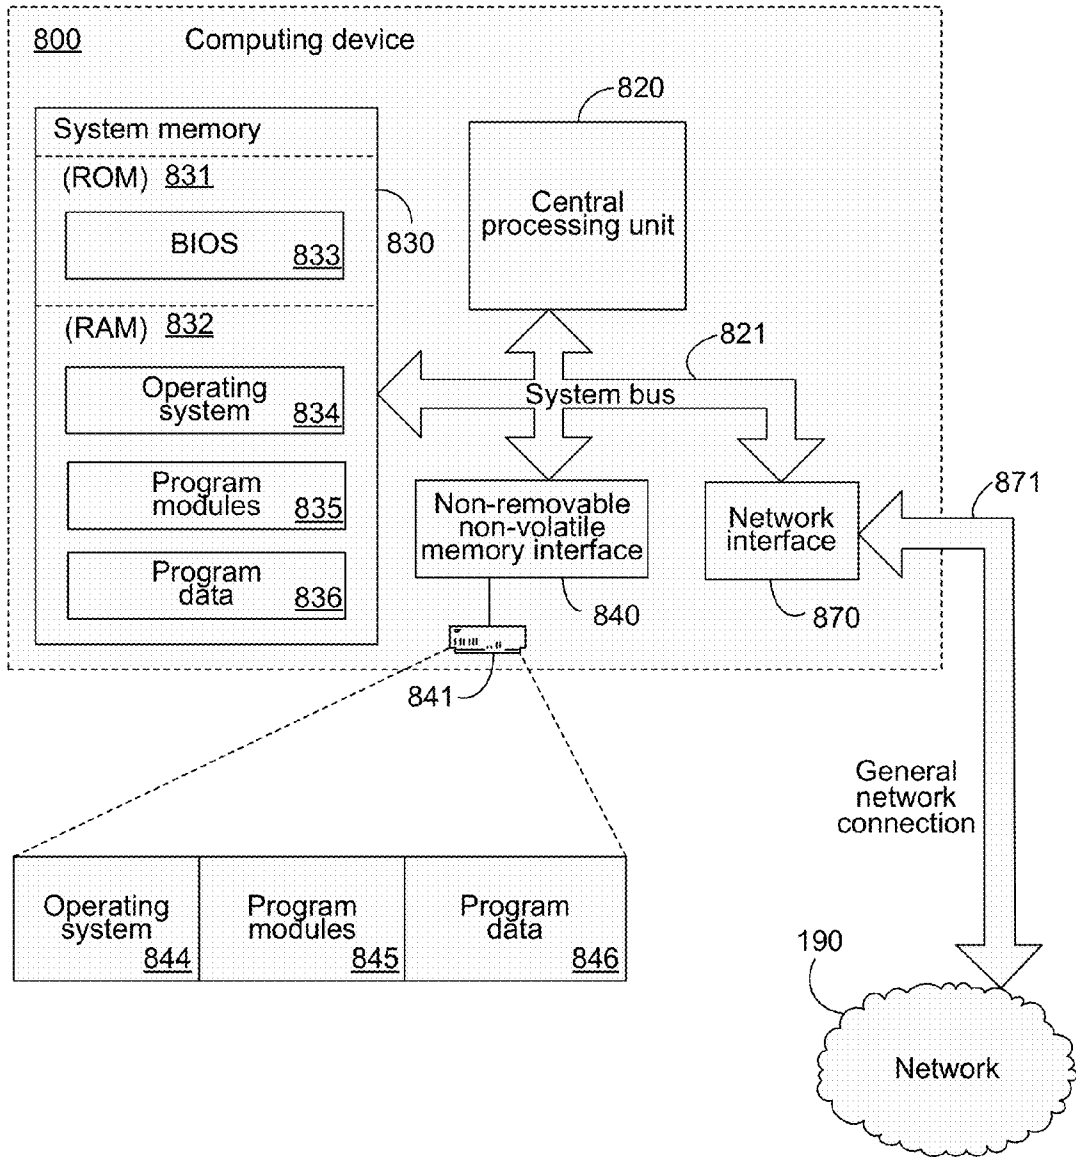 800 Computing device
820
System memory
(ROM) 831
BIOS 833
830
Central
processing unit
(RAM) 832
821
Operating
system 834
System bus
Program
modules 835
Non-removable
non-volatile
memory interface
Network
interface
871
Program
data 836
840
870
841
General
network
connection
Operating
system 844
Program
modules 845
Program
data 846
190
Network